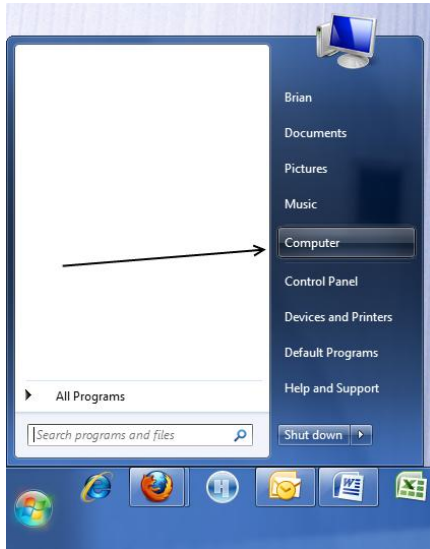 Brian
Documents
Pictures
Music
Computer
Control Panel
Devices and Printers
Default Programs
Help and Support
All Programs
Search programs and files
Shut down